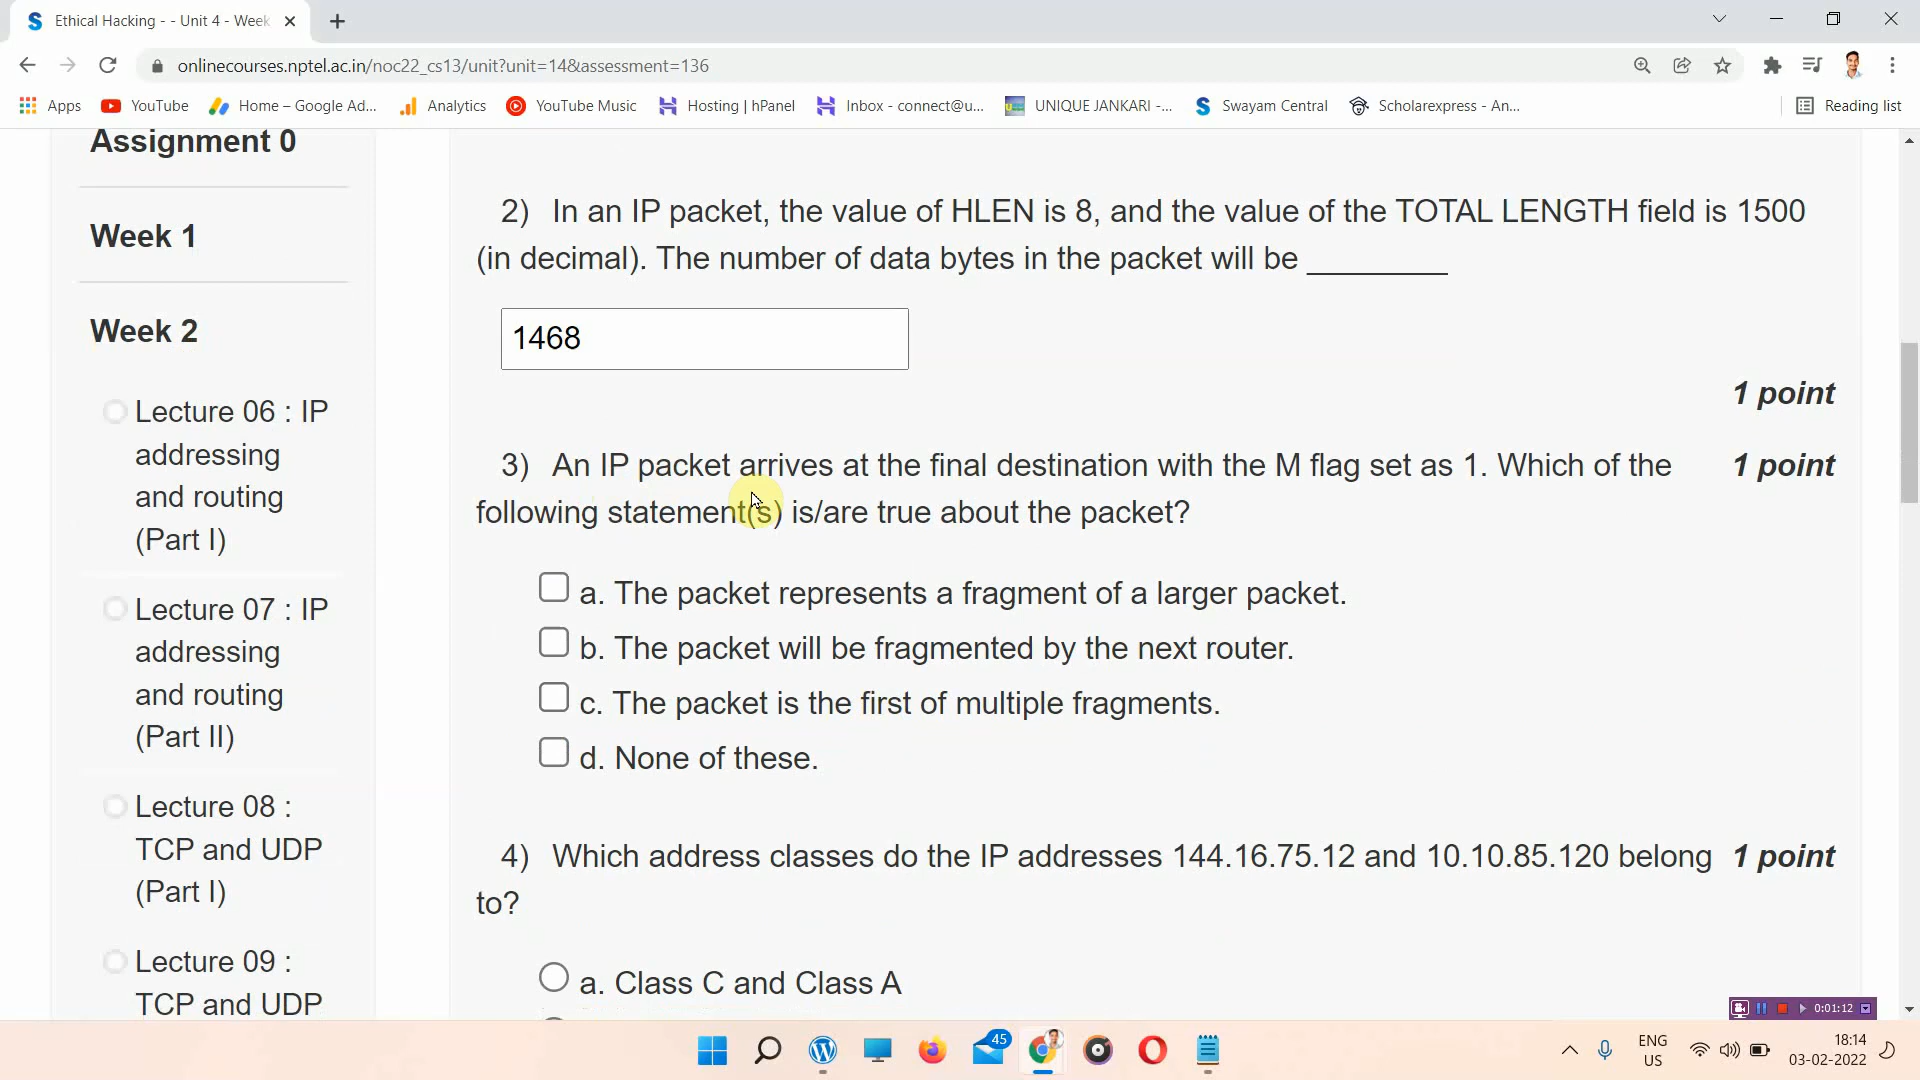 Ethical Hacking - - Unit 4 - Week
onlinecourses.nptel.ac.in/noc22_cs13/unit?unit=14&assessment=136
Apps YouTube Home – Google Ad... Analytics YouTube Music Hosting | hPanel Inbox - connect@u... UNIQUE JANKARI -... Swayam Central Scholarexpress - An... Reading list
Assignment 0
Week 1
Week 2
Lecture 06 : IP
addressing
and routing
(Part I)
Lecture 07 : IP
addressing
and routing
(Part II)
Lecture 08 :
TCP and UDP
(Part I)
Lecture 09 :
TCP and UDP
2) In an IP packet, the value of HLEN is 8, and the value of the TOTAL LENGTH field is 1500
(in decimal). The number of data bytes in the packet will be ________
1468
1 point
3) An IP packet arrives at the final destination with the M flag set as 1. Which of the 1 point
following statement(s) is/are true about the packet?
a. The packet represents a fragment of a larger packet.
b. The packet will be fragmented by the next router.
c. The packet is the first of multiple fragments.
d. None of these.
4) Which address classes do the IP addresses 144.16.75.12 and 10.10.85.120 belong 1 point
to?
a. Class C and Class A
0:01:12
45
ENG
US
18:14
03-02-2022